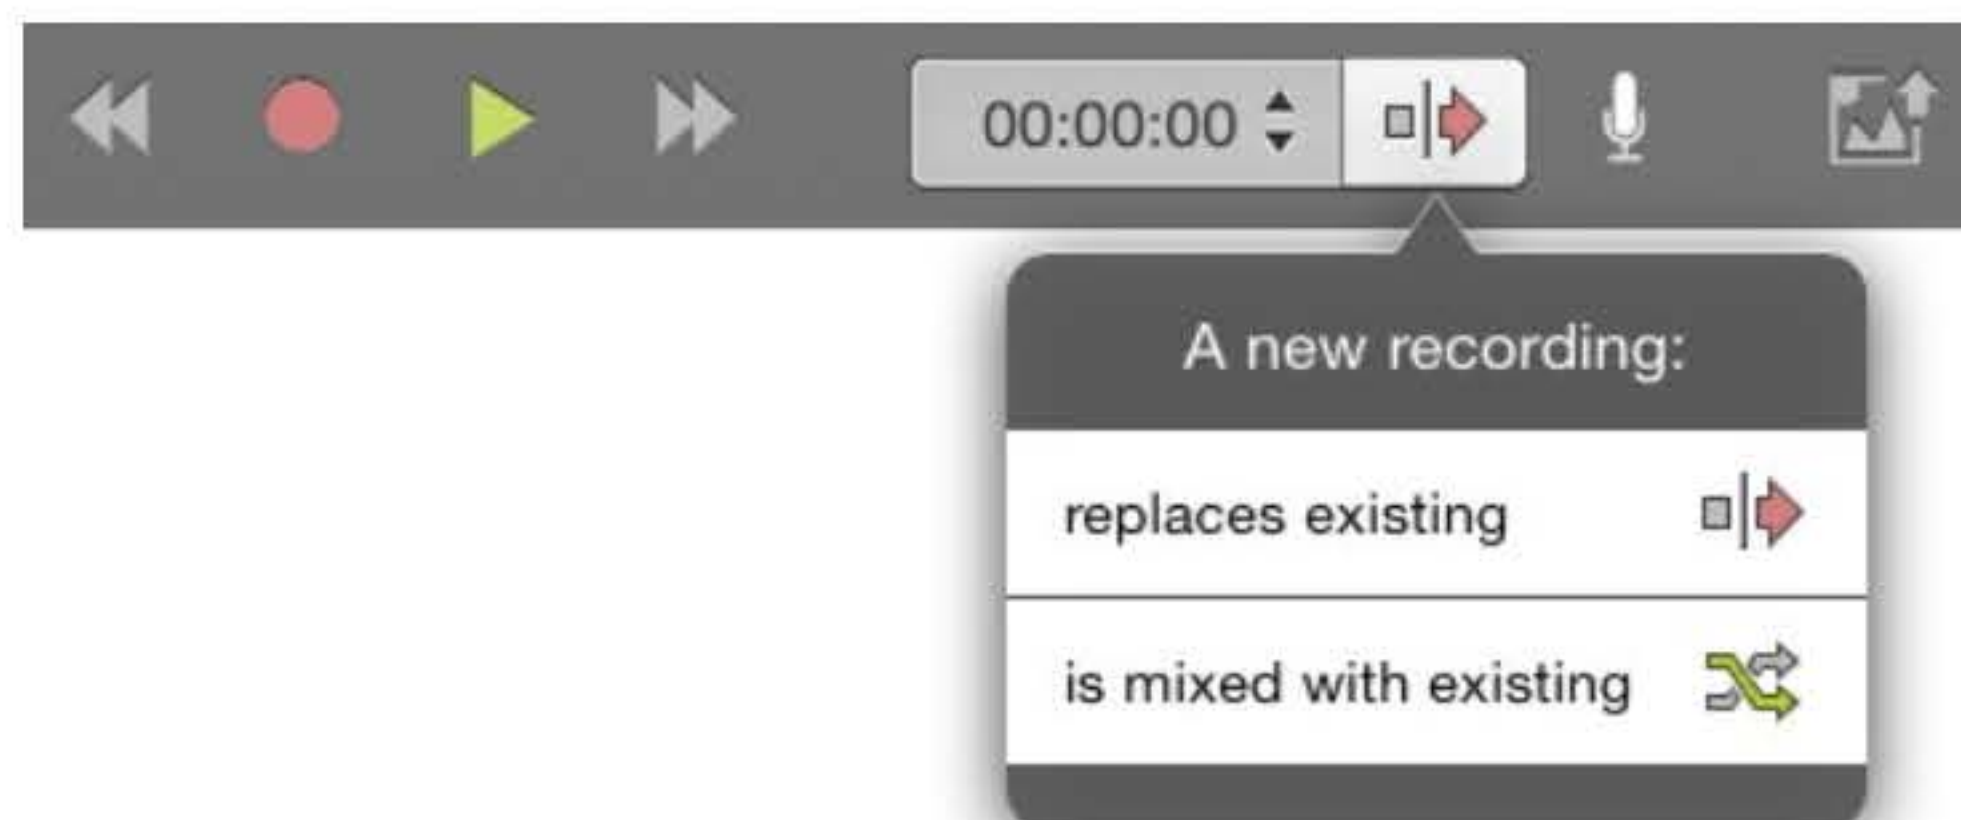 00:00:00
A new recording:
replaces existing
is mixed with existing